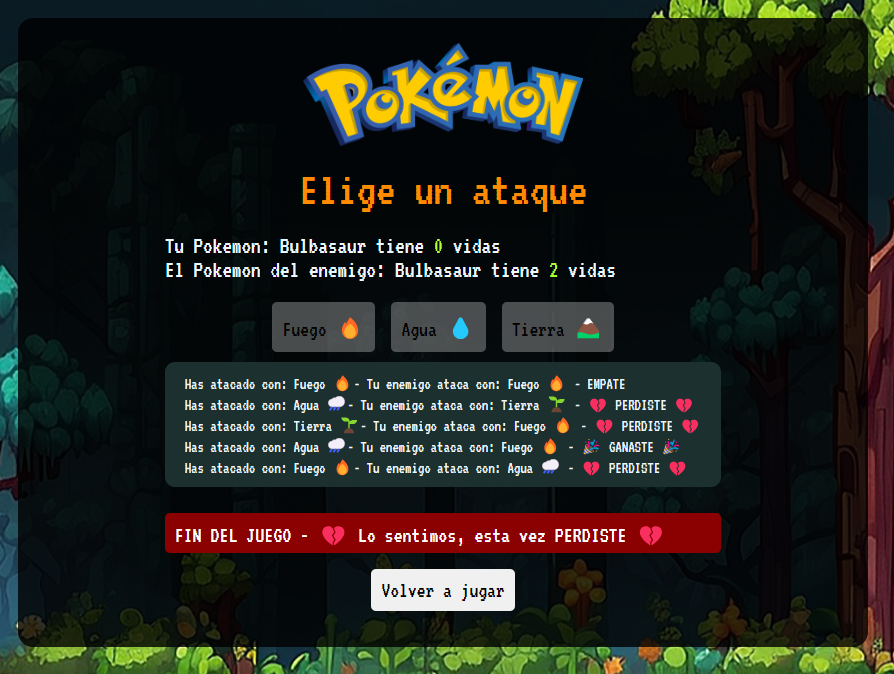 POKéMON
Elige un ataque
Tu Pokemon: Bulbasaur tiene 0 vidas
El Pokemon del enemigo: Bulbasaur tiene 2 vidas
Fuego 🔥 Agua 💧 Tierra 🏔️
Has atacado con: Fuego 🔥- Tu enemigo ataca con: Fuego 🔥 - EMPATE
Has atacado con: Agua 🌧️- Tu enemigo ataca con: Tierra 🌱 - 💔 PERDISTE 💔
Has atacado con: Tierra 🌱- Tu enemigo ataca con: Fuego 🔥 - 💔 PERDISTE 💔
Has atacado con: Agua 🌧️- Tu enemigo ataca con: Fuego 🔥 - 🎉 GANASTE 🎉
Has atacado con: Fuego 🔥- Tu enemigo ataca con: Agua 🌧️ - 💔 PERDISTE 💔
FIN DEL JUEGO - 💔 Lo sentimos, esta vez PERDISTE 💔
Volver a jugar